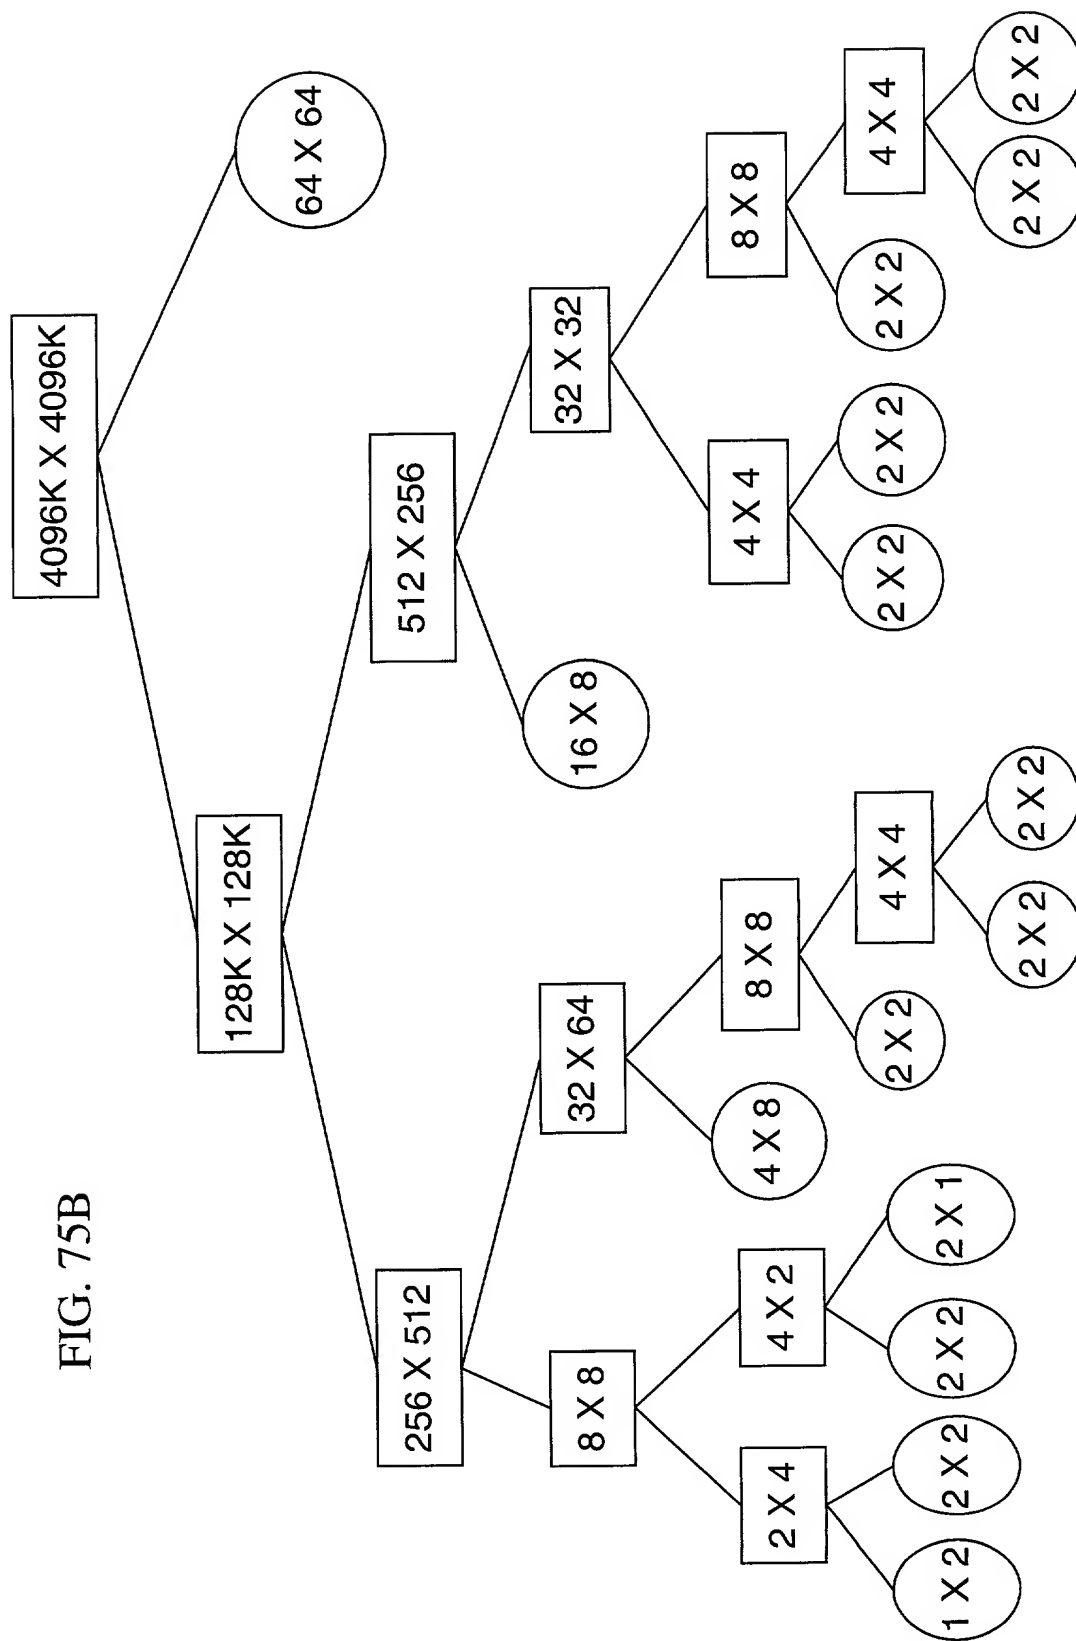 FIG. 75B
4096K X 4096K
128K X 128K
64 X 64
256 X 512
512 X 256
8 X 8
32 X 64
16 X 8
32 X 32
2 X 4
4 X 2
4 X 8
8 X 8
4 X 4
8 X 8
1 X 2
2 X 2
2 X 2
2 X 1
2 X 2
4 X 4
2 X 2
2 X 2
2 X 2
4 X 4
2 X 2
2 X 2
2 X 2
2 X 2